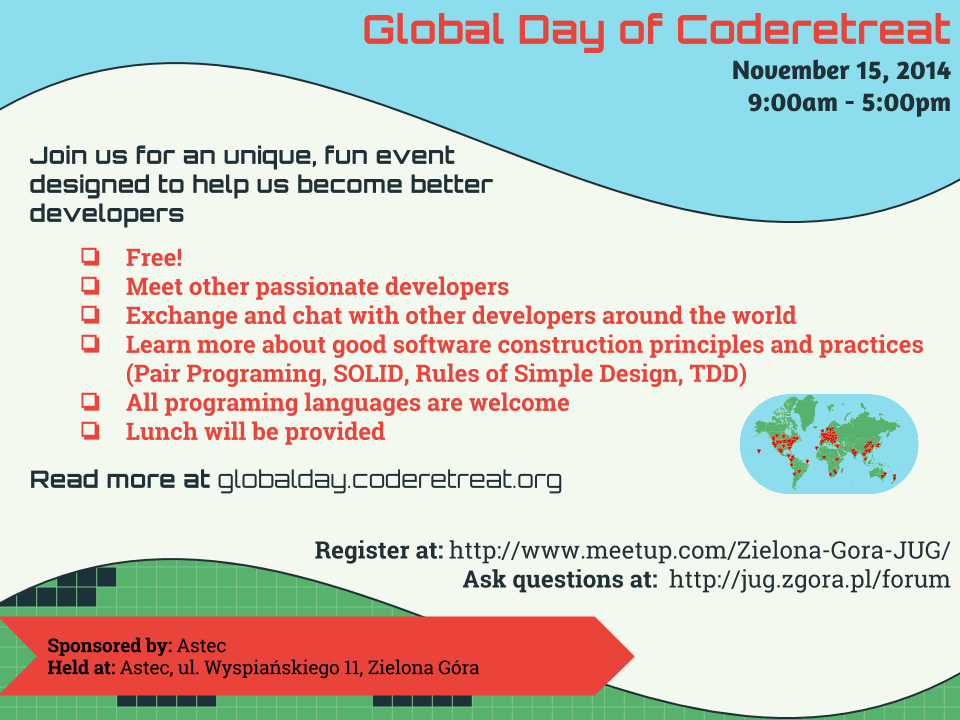 Global Day of Coderetreat
November 15, 2014
9:00am - 5:00pm
Join us for an unique, fun event
designed to help us become better
developers
❏ Free!
❏ Meet other passionate developers
❏ Exchange and chat with other developers around the world
❏ Learn more about good software construction principles and practices
(Pair Programing, SOLID, Rules of Simple Design, TDD)
❏ All programing languages are welcome
❏ Lunch will be provided
Read more at globalday.coderetreat.org
Register at: http://www.meetup.com/Zielona-Gora-JUG/
Ask questions at: http://jug.zgora.pl/forum
Sponsored by: Astec
Held at: Astec, ul. Wyspiańskiego 11, Zielona Góra